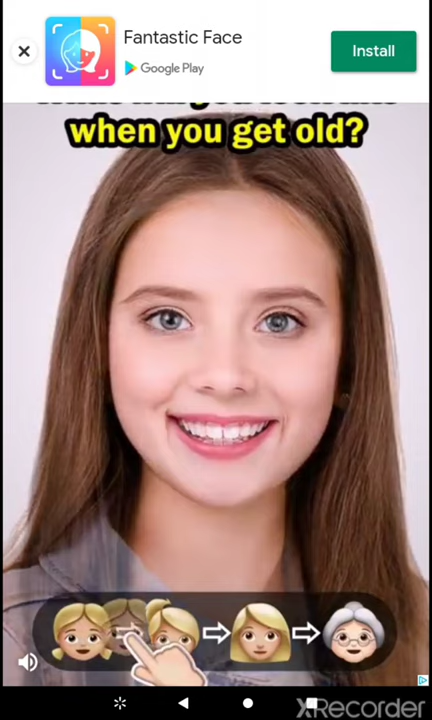 Fantastic Face
Google Play
Install
when you get old?
XRecorder